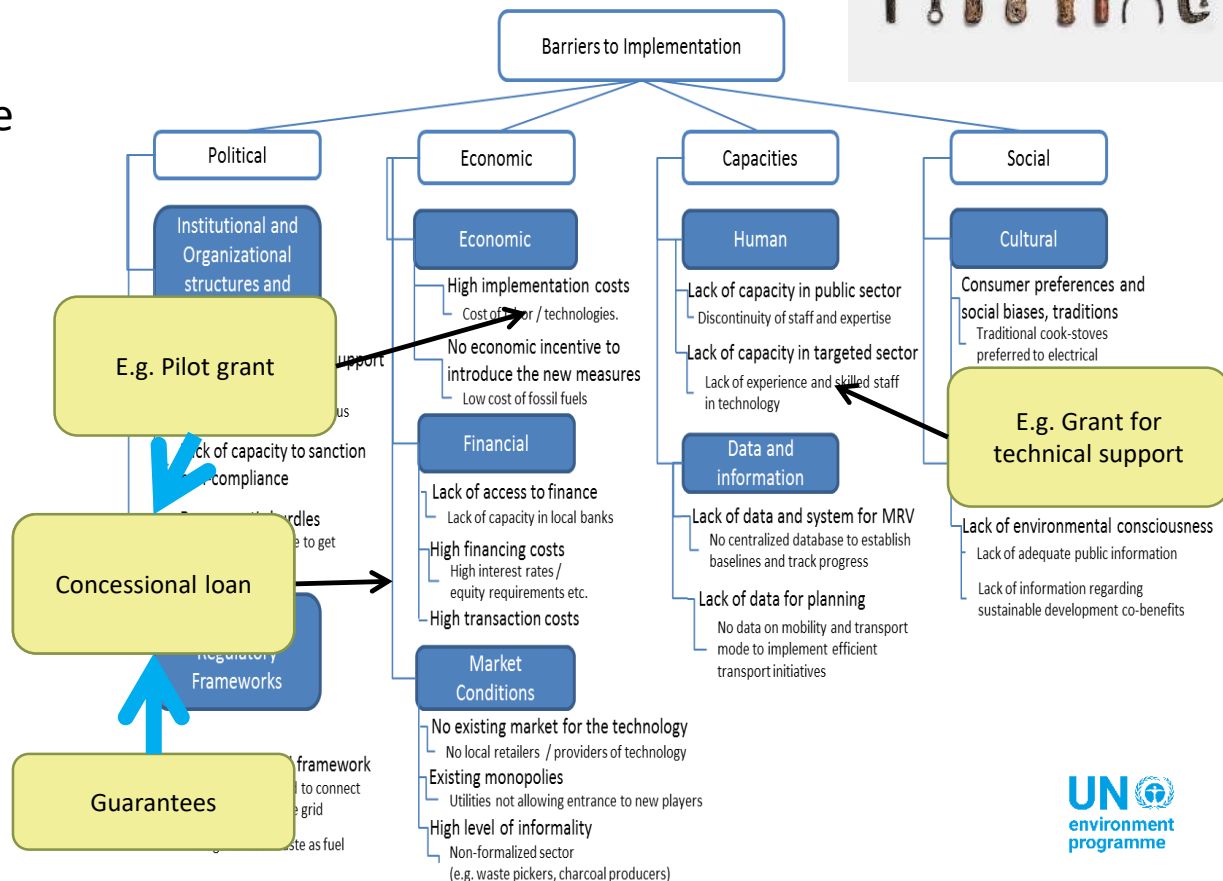 Barriers to Implementation
e
Political
Economic
Capacities
Social
Institutional and
Organizational
structures and
E.g. Pilot grant
upport
us
ck of capacity to sanction
compliance
to get
Concessional loan
Regulatory
Frameworks
framework
to connect
grid
as fuel
Guarantees
Economic
High implementation costs
Cost of labor / technologies.
No economic incentive to
introduce the new measures
Low cost of fossil fuels
Financial
Lack of access to finance
Lack of capacity in local banks
High financing costs
High interest rates /
equity requirements etc.
High transaction costs
Market
Conditions
No existing market for the technology
No local retailers / providers of technology
Existing monopolies
Utilities not allowing entrance to new players
High level of informality
Non-formalized sector
(e.g. waste pickers, charcoal producers)
Human
Lack of capacity in public sector
Discontinuity of staff and expertise
Lack of capacity in targeted sector
Lack of experience and skilled staff
in technology
Data and
information
Lack of data and system for MRV
No centralized database to establish
baselines and track progress
Lack of data for planning
No data on mobility and transport
mode to implement efficient
transport initiatives
Cultural
Consumer preferences and
social biases, traditions
Traditional cook-stoves
preferred to electrical
E.g. Grant for
technical support
Lack of environmental consciousness
Lack of adequate public information
Lack of information regarding
sustainable development co-benefits
UN
environment
programme